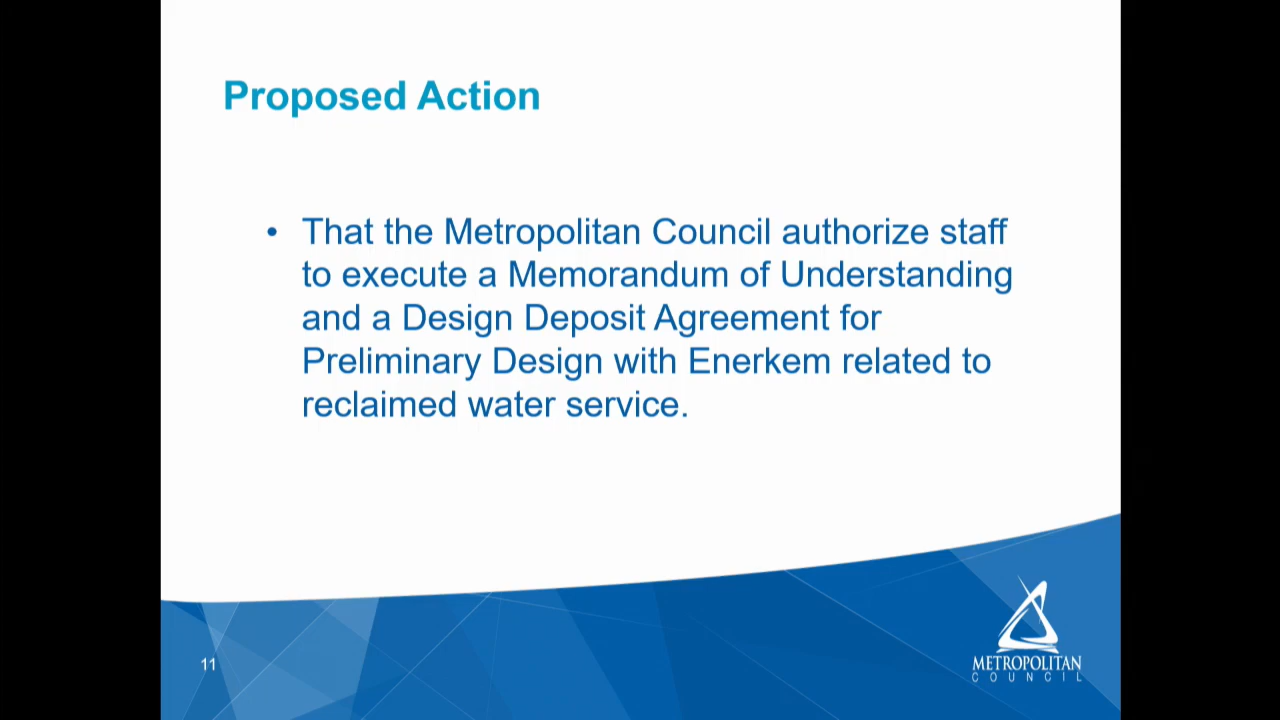 Proposed Action
• That the Metropolitan Council authorize staff
to execute a Memorandum of Understanding
and a Design Deposit Agreement for
Preliminary Design with Enerkem related to
reclaimed water service.
11
METROPOLITAN
COUNCIL